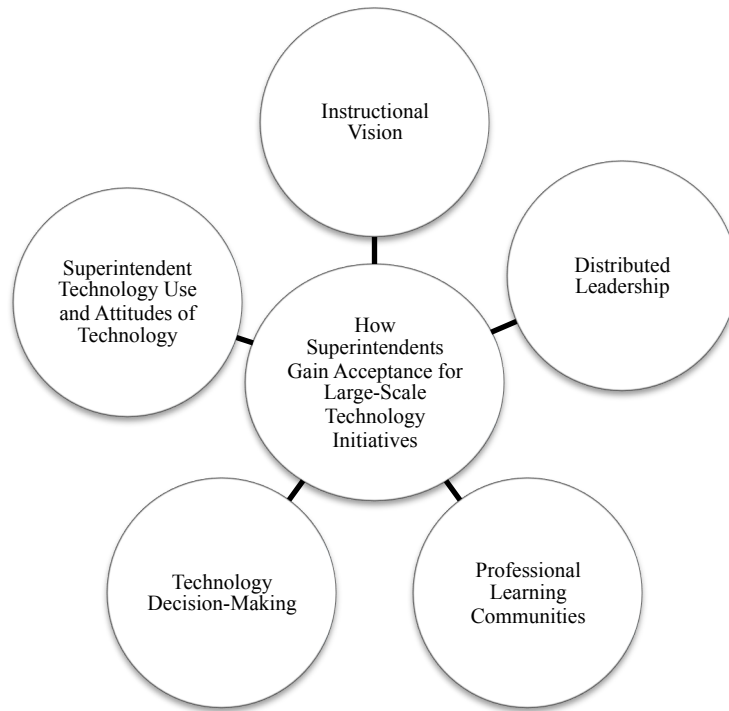 Instructional
Vision
Distributed
Leadership
Superintendent
Technology Use
and Attitudes of
Technology
How
Superintendents
Gain Acceptance for
Large-Scale
Technology
Initiatives
Technology
Decision-Making
Professional
Learning
Communities